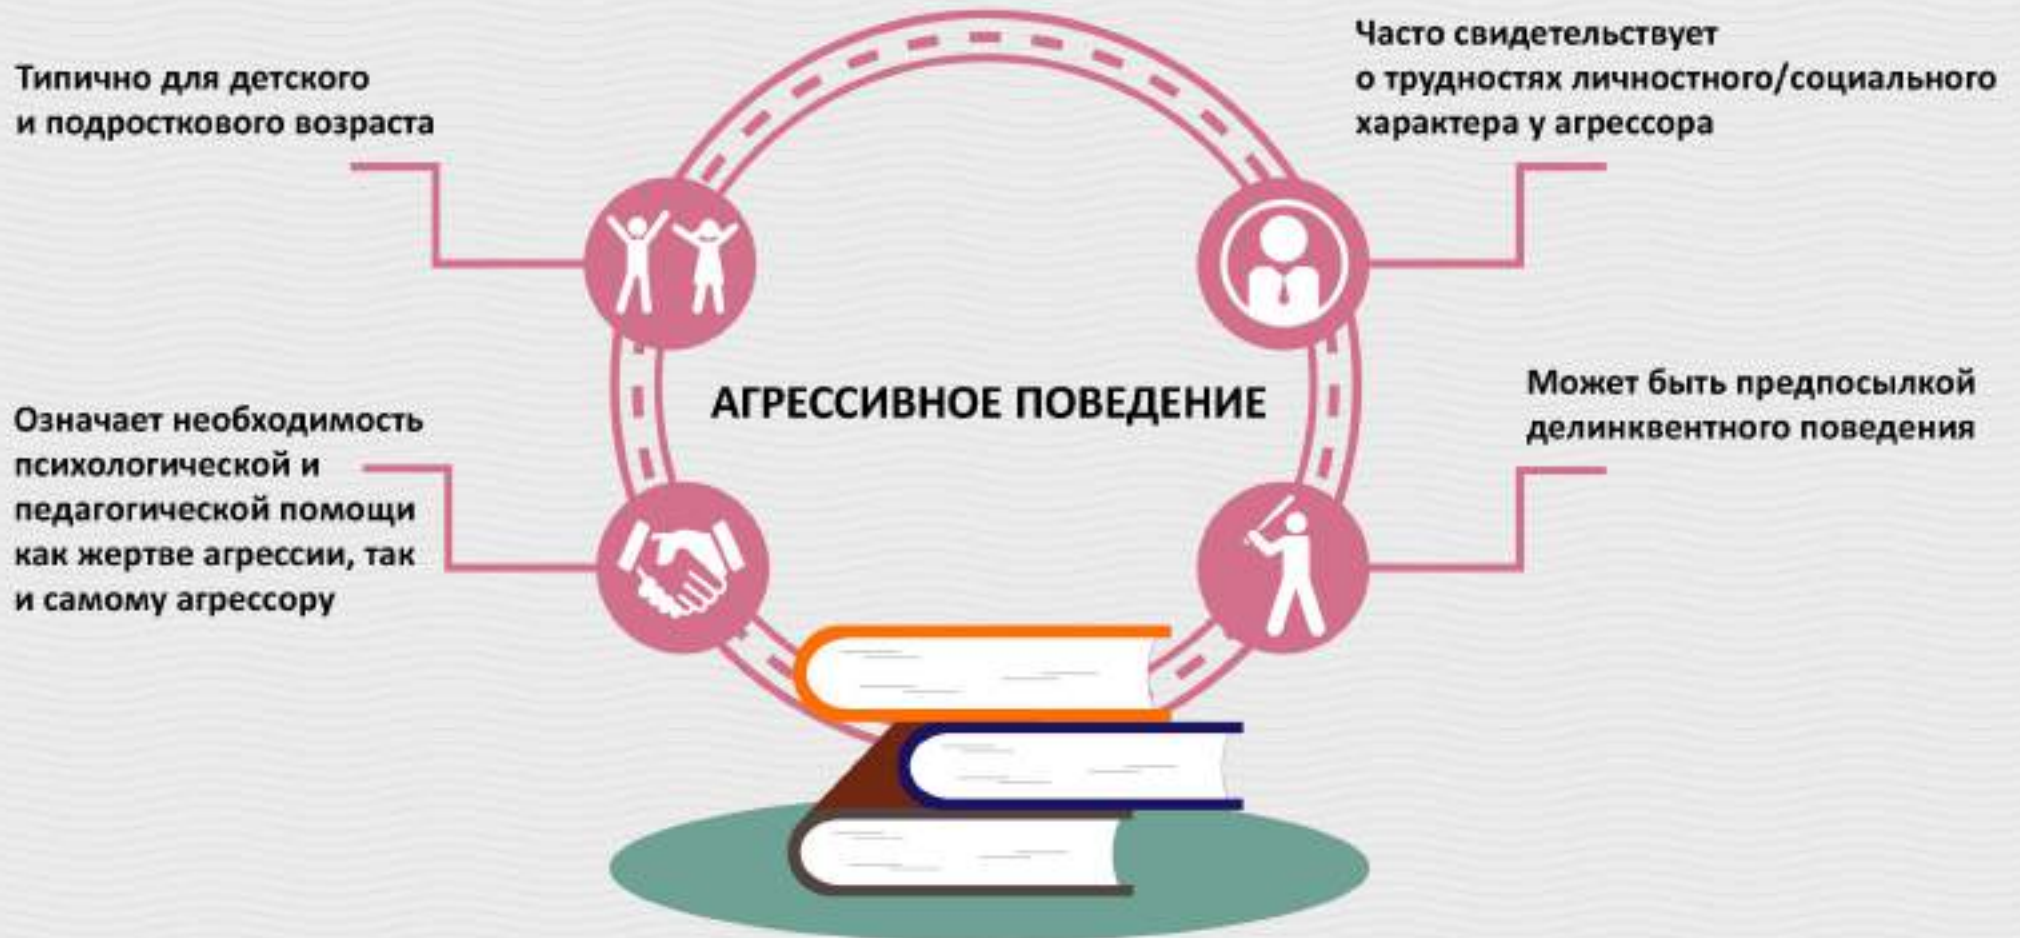 Типично для детского
и подросткового возраста
Часто свидетельствует
о трудностях личностного/социального
характера у агрессора
АГРЕССИВНОЕ ПОВЕДЕНИЕ
Означает необходимость
психологической и
педагогической помощи
как жертве агрессии, так
и самому агрессору
Может быть предпосылкой
делинквентного поведения